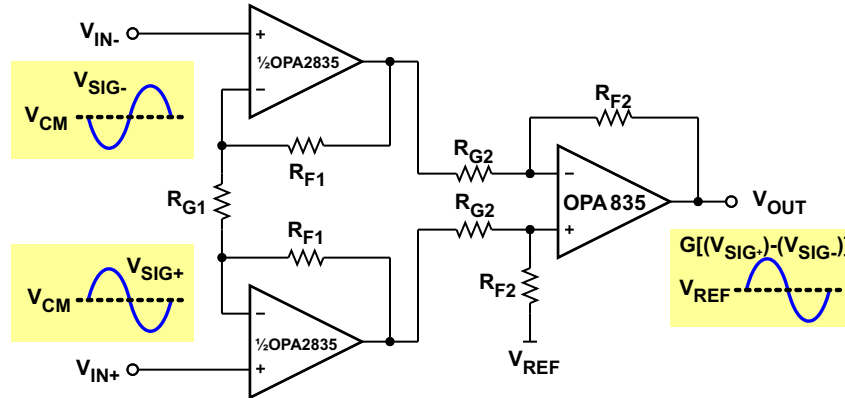 VIN-
+
½OPA2835
−
VSIG-
VCM
RF1
RG1
RF1
VSIG+
VCM
−
½OPA2835
+
VIN+
RG2
RF2
−
OPA835
+
RG2
RF2
VREF
VOUT
G[(VSIG+)-(VSIG-)]
VREF